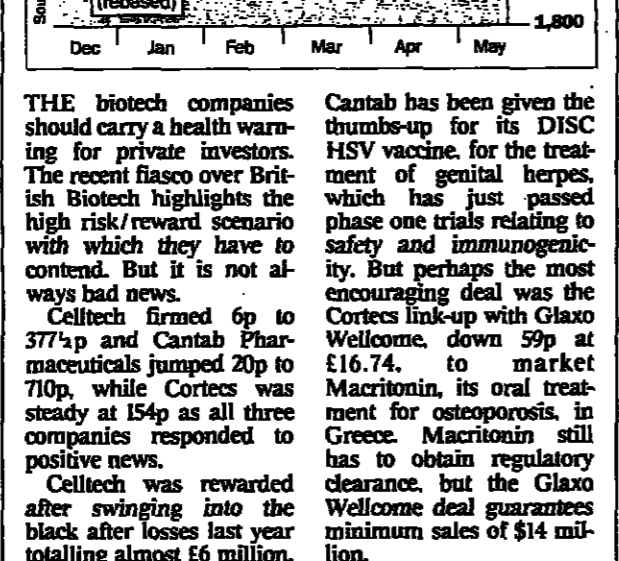 Sou
(rebased)
1,800
Dec Jan Feb Mar Apr May
THE biotech companies
should carry a health warn-
ing for private investors.
The recent fiasco over Brit-
ish Biotech highlights the
high risk/reward scenario
with which they have to
contend. But it is not al-
ways bad news.
Celltech firmed 6p to
377½p and Cantab Phar-
maceuticals jumped 20p to
710p, while Cortecs was
steady at 154p as all three
companies responded to
positive news.
Celltech was rewarded
after swinging into the
black after losses last year
totalling almost £6 million.
Cantab has been given the
thumbs-up for its DISC
HSV vaccine, for the treat-
ment of genital herpes,
which has just passed
phase one trials relating to
safety and immunogenic-
ity. But perhaps the most
encouraging deal was the
Cortecs link-up with Glaxo
Wellcome, down 59p at
£16.74, to market
Macritonin, its oral treat-
ment for osteoporosis, in
Greece. Macritonin still
has to obtain regulatory
clearance, but the Glaxo
Wellcome deal guarantees
minimum sales of $14 mil-
lion.